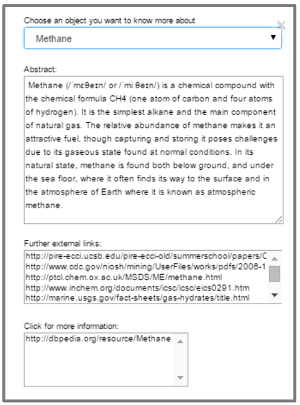 Choose an object you want to know more about
Methane
Abstract:
Methane (/ˈmɛθeɪn/ or /ˈmiːθeɪn/) is a chemical compound with
the chemical formula CH4 (one atom of carbon and four atoms
of hydrogen). It is the simplest alkane and the main component
of natural gas. The relative abundance of methane makes it an
attractive fuel, though capturing and storing it poses challenges
due to its gaseous state found at normal conditions. In its
natural state, methane is found both below ground, and under
the sea floor, where it often finds its way to the surface and in
the atmosphere of Earth where it is known as atmospheric
methane.
Further external links:
http://pire-ecci.ucsb.edu/pire-ecci-old/summerschool/papers/C
http://www.cdc.gov/niosh/mining/UserFiles/works/pdfs/2006-1
http://ptcl.chem.ox.ac.uk/MSDS/ME/methane.html
http://www.inchem.org/documents/icsc/icsc/eics0291.htm
http://marine.usgs.gov/fact-sheets/gas-hydrates/title.html
Click for more information:
http://dbpedia.org/resource/Methane